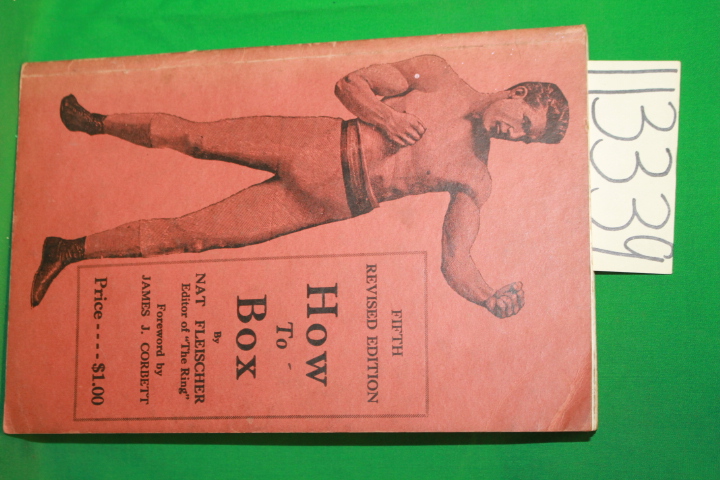 FIFTH
REVISED EDITION
HOW
To
BOX
By
NAT FLEISCHER
Editor of "The Ring"
Foreword by
JAMES J. CORBETT
Price---- $1.00
113339